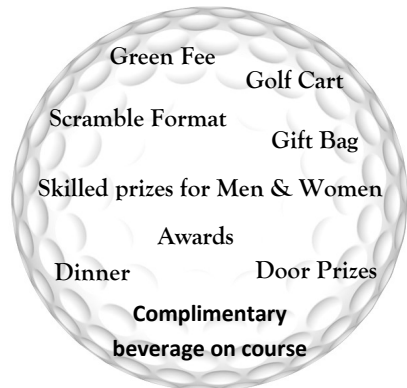 Green Fee
Golf Cart
Scramble Format
Gift Bag
Skilled prizes for Men & Women
Awards
Dinner
Door Prizes
Complimentary
beverage on course